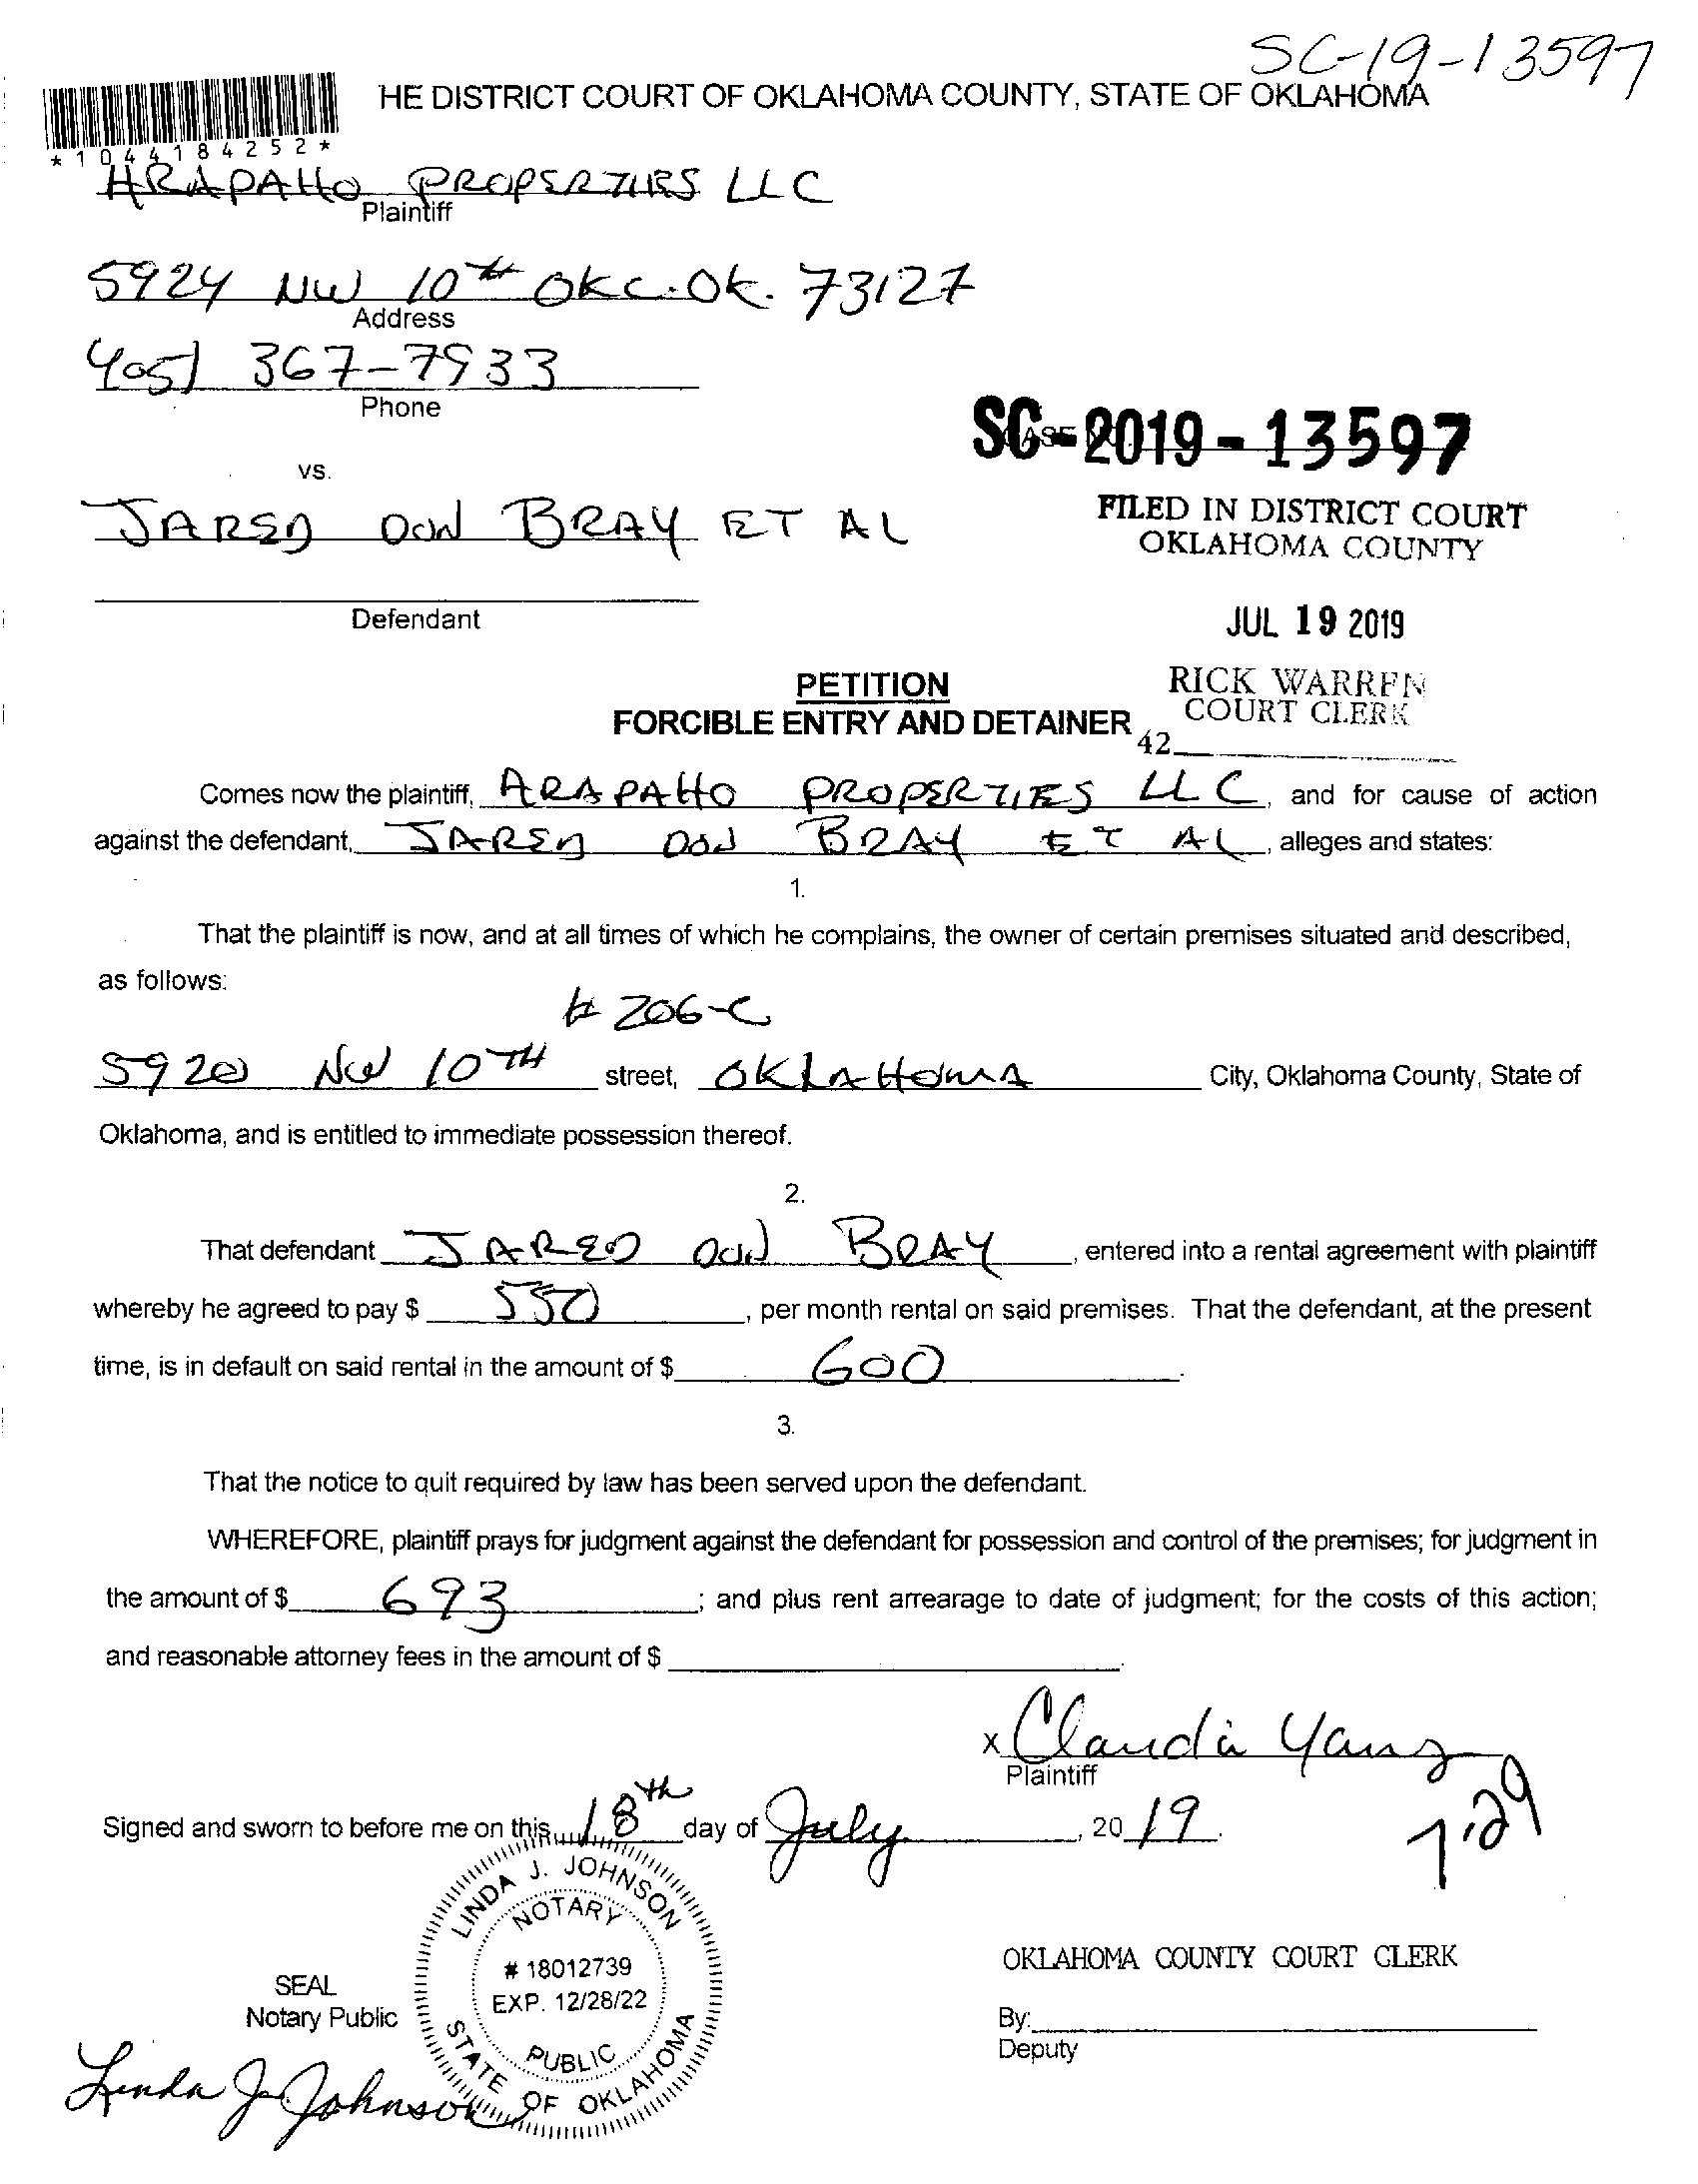 SC-19-13597
HE DISTRICT COURT OF OKLAHOMA COUNTY, STATE OF OKLAHOMA
*1044184252*
ARAPAHO PROPERTIES LLC
Plaintiff
5924 NW 10th OKC. OK. 73127
Address
405) 367-7933
Phone
SC-2019-13597
vs.
JARED DON BRAY ET AL
FILED IN DISTRICT COURT
OKLAHOMA COUNTY
Defendant
JUL 19 2019
PETITION
RICK WARREN
COURT CLERK
FORCIBLE ENTRY AND DETAINER
42
Comes now the plaintiff, ARAPAHO PROPERTIES LLC, and for cause of action
against the defendant, JARED DON BRAY ET AL, alleges and states:
1.
That the plaintiff is now, and at all times of which he complains, the owner of certain premises situated and described,
as follows:
# 206-C
5920 NW 10TH street, OKLAHOMA City, Oklahoma County, State of
Oklahoma, and is entitled to immediate possession thereof.
2.
That defendant JARED DON BRAY, entered into a rental agreement with plaintiff
whereby he agreed to pay $ 550, per month rental on said premises. That the defendant, at the present
time, is in default on said rental in the amount of $ 600.
3.
That the notice to quit required by law has been served upon the defendant.
WHEREFORE, plaintiff prays for judgment against the defendant for possession and control of the premises; for judgment in
the amount of $ 693; and plus rent arrearage to date of judgment; for the costs of this action;
and reasonable attorney fees in the amount of $ .
x Claudia Yang
Plaintiff
Signed and sworn to before me on this 18th day of July, 2019.
7.29
LINDA J. JOHNSON
NOTARY
# 18012739
EXP. 12/28/22
PUBLIC
STATE OF OKLAHOMA
SEAL
Notary Public
Linda J Johnson
OKLAHOMA COUNTY COURT CLERK
By:
Deputy